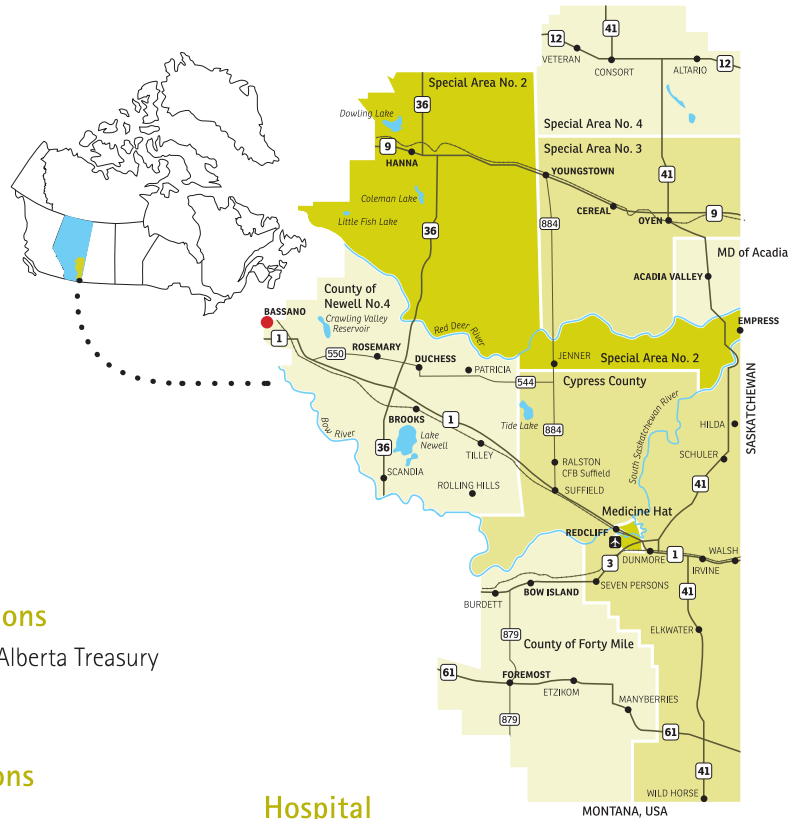 41
12
VETERAN
CONSORT
ALTARIO
12
Special Area No. 2
36
Dowling Lake
Special Area No. 4
9
HANNA
Special Area No. 3
YOUNGSTOWN
41
Coleman Lake
CEREAL
9
Little Fish Lake
36
884
OYEN
MD of Acadia
ACADIA VALLEY
County of
Newell No.4
BASSANO
Crawling Valley
Reservoir
EMPRESS
Red Deer River
1
550
ROSEMARY
DUCHESS
PATRICIA
JENNER
Special Area No. 2
544
Cypress County
SASKATCHEWAN
South Saskatchewan River
Bow River
BROOKS
1
Tide Lake
HILDA
884
36
Lake
Newell
TILLEY
SCHULER
RALSTON
CFB Suffield
SCANDIA
41
ROLLING HILLS
SUFFIELD
Medicine Hat
REDCLIFF
DUNMORE
1
WALSH
3
IRVINE
SEVEN PERSONS
BOW ISLAND
41
BURDETT
ons
879
ELKWATER
County of Forty Mile
Alberta Treasury
61
FOREMOST
ETZIKOM
MANYBERRIES
879
61
ons
41
WILD HORSE
Hospital
MONTANA, USA